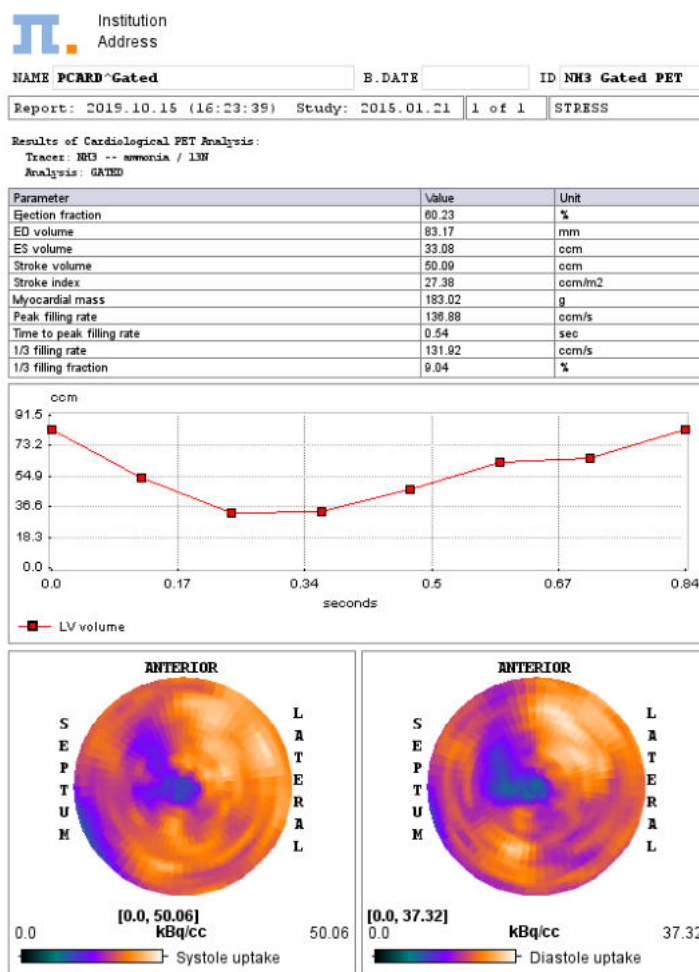 Institution
Address
NAME PCARD^Gated B.DATE ID NH3 Gated PET
Report: 2019.10.15 (16:23:39) Study: 2015.01.21 1 of 1 STRESS
Results of Cardiological PET Analysis:
Tracer: NH3 -- ammonia / 13N
Analysis: GATED
Parameter Value Unit
Ejection fraction 60.23 %
ED volume 83.17 mm
ES volume 33.08 ccm
Stroke volume 50.09 ccm
Stroke index 27.38 ccm/m2
Myocardial mass 183.02 g
Peak filling rate 136.88 ccm/s
Time to peak filling rate 0.54 sec
1/3 filling rate 131.92 ccm/s
1/3 filling fraction 9.04 %
ccm
91.5
73.2
54.9
36.6
18.3
0.0
0.0 0.17 0.34 0.5 0.67 0.84
seconds
LV volume
ANTERIOR
SEPTUM
LATERAL
[0.0, 50.06]
0.0 kBq/cc 50.06
Systole uptake
ANTERIOR
SEPTUM
LATERAL
[0.0, 37.32]
0.0 kBq/cc 37.32
Diastole uptake